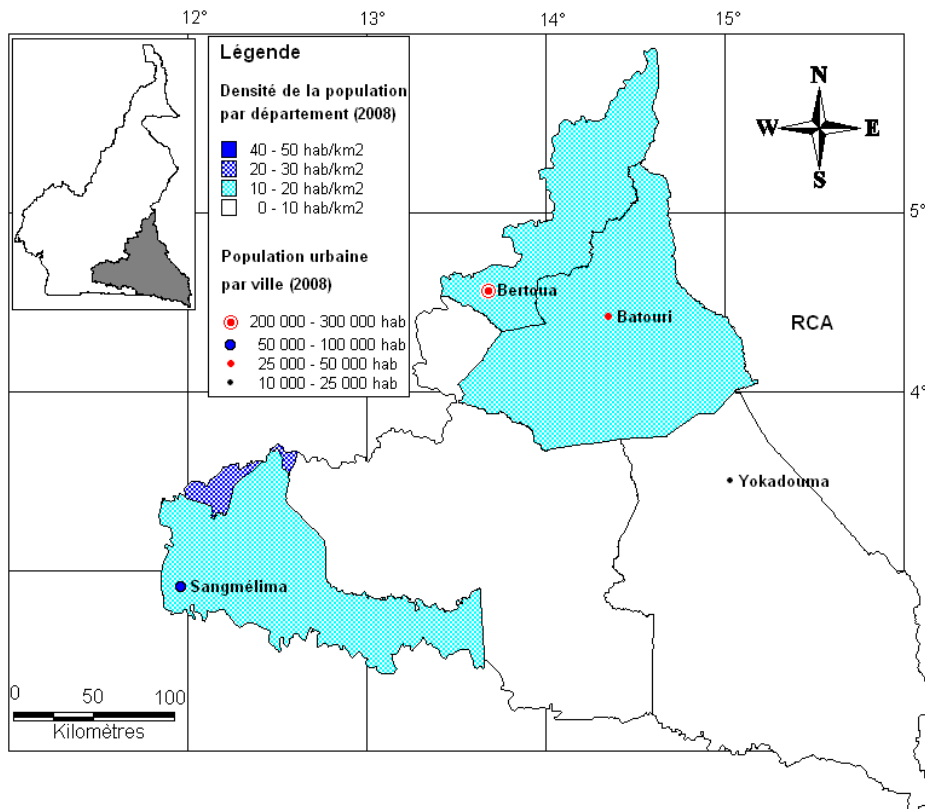 12°
13°
14°
15°
Légende
Densité de la population
par département (2008)
40 - 50 hab/km2
20 - 30 hab/km2
10 - 20 hab/km2
0 - 10 hab/km2
Population urbaine
par ville (2008)
200 000 - 300 000 hab
50 000 - 100 000 hab
25 000 - 50 000 hab
10 000 - 25 000 hab
N
W
E
S
5°
Bertoua
Batouri
RCA
4°
Yokadouma
Sangmélima
0
50
100
Kilomètres